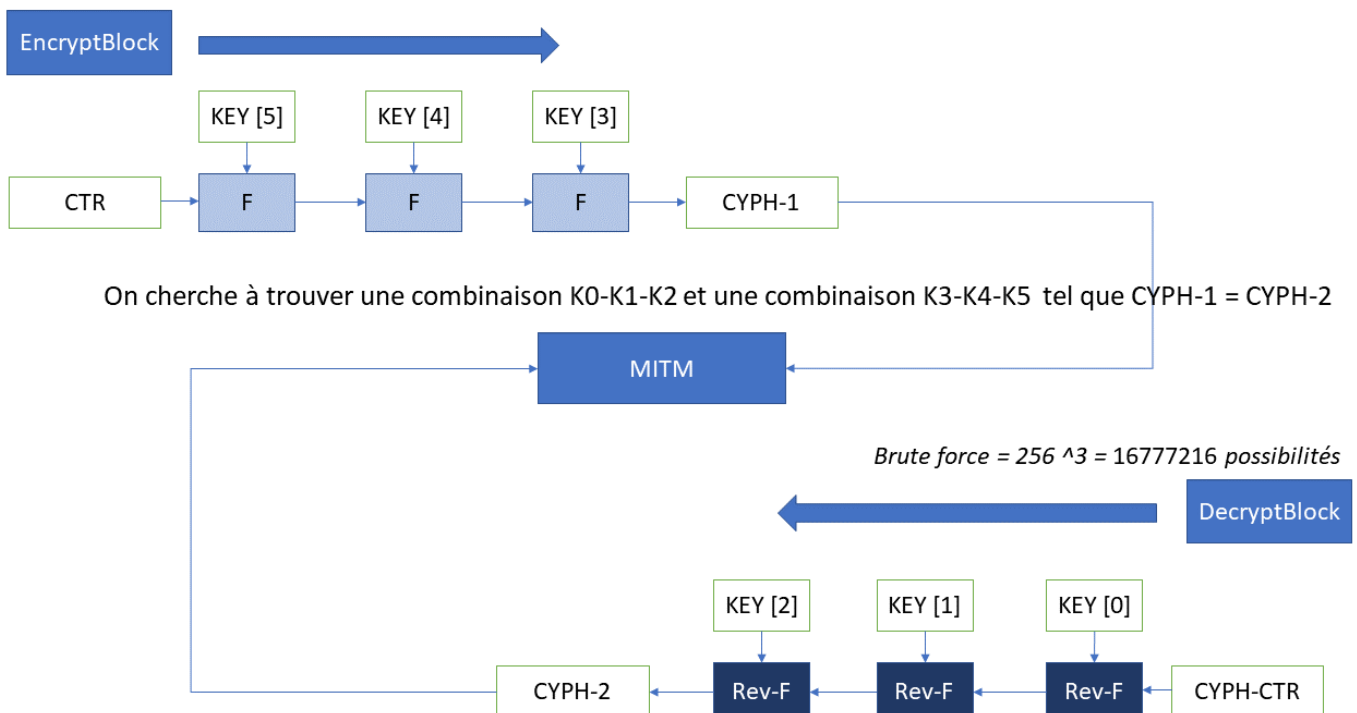 EncryptBlock
KEY [5]
KEY [4]
KEY [3]
CTR
F
F
F
CYPH-1
On cherche à trouver une combinaison K0-K1-K2 et une combinaison K3-K4-K5 tel que CYPH-1 = CYPH-2
MITM
Brute force = 256 ^3 = 16777216 possibilités
DecryptBlock
KEY [2]
KEY [1]
KEY [0]
CYPH-2
Rev-F
Rev-F
Rev-F
CYPH-CTR